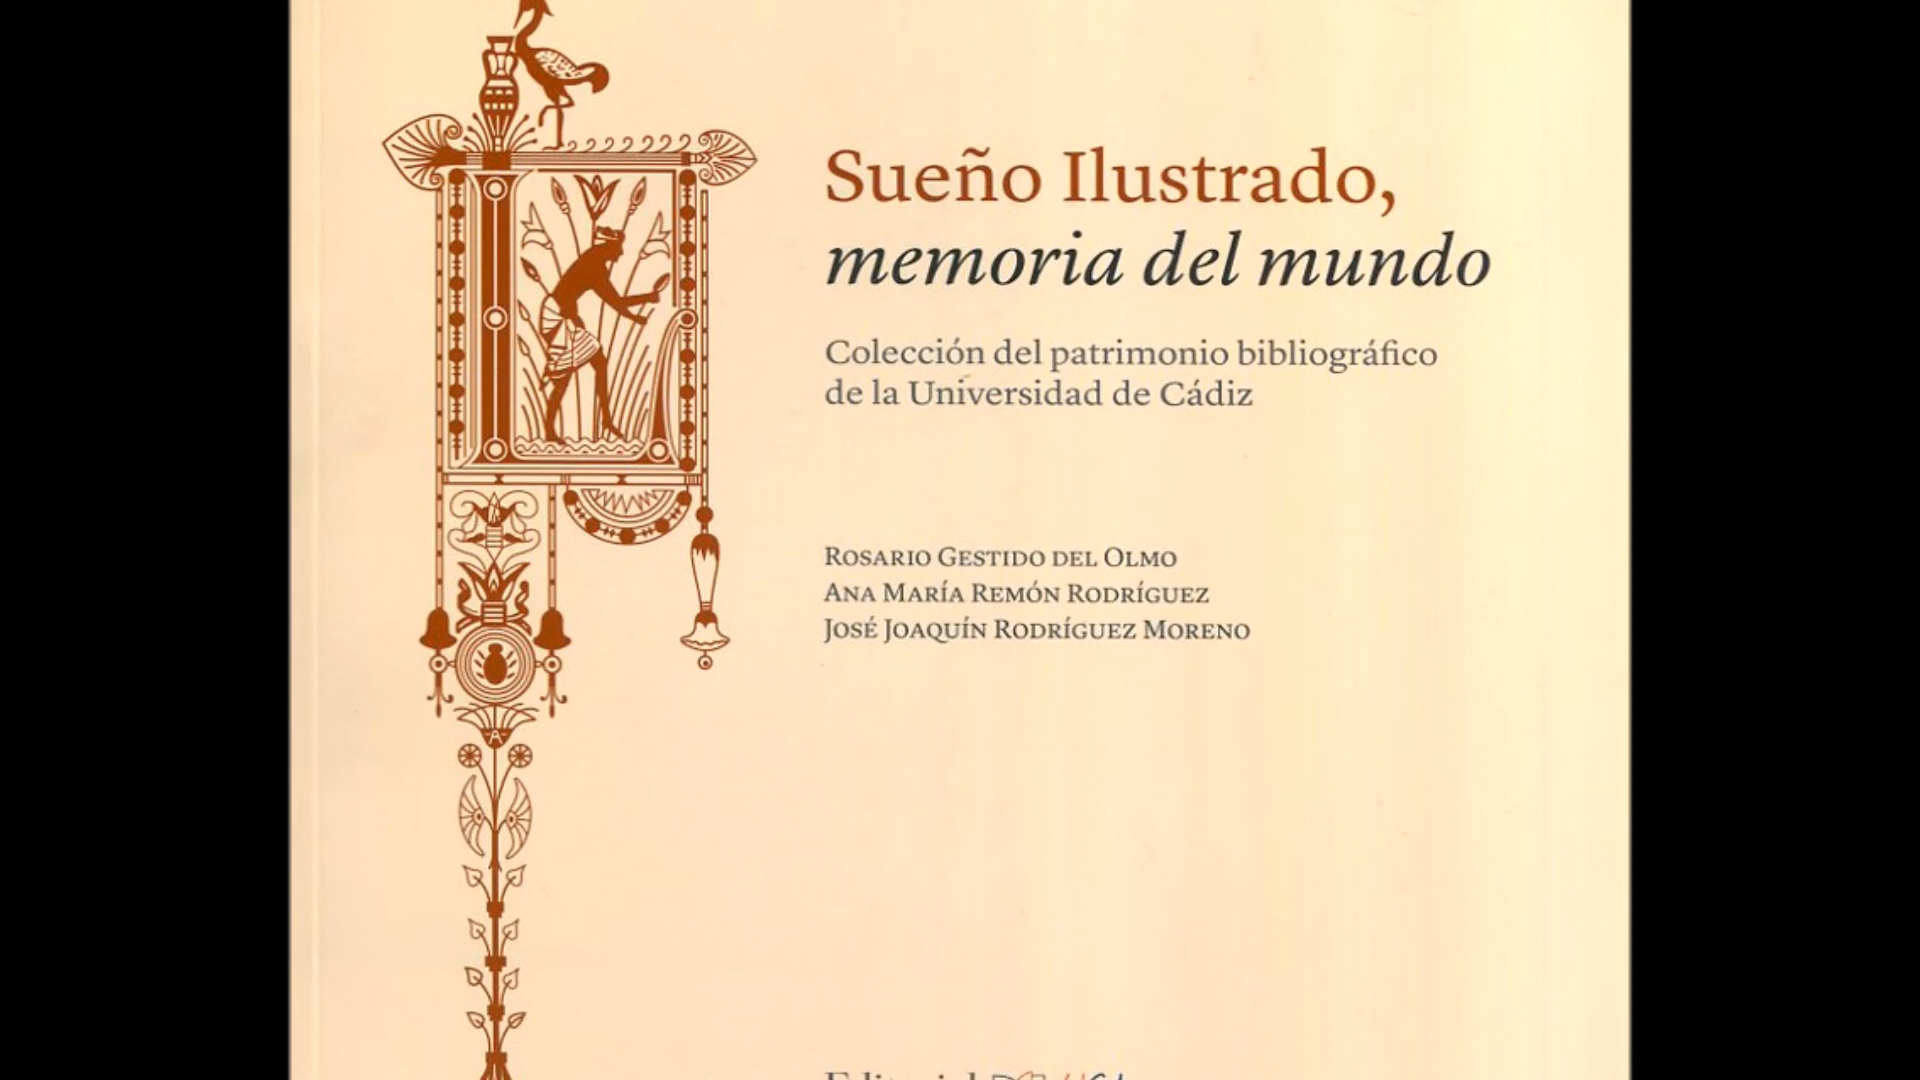 Sueño Ilustrado,
memoria del mundo
Colección del patrimonio bibliográfico
de la Universidad de Cádiz
ROSARIO GESTIDO DEL OLMO
ANA MARÍA REMÓN RODRÍGUEZ
JOSÉ JOAQUÍN RODRÍGUEZ MORENO
A
Editorial